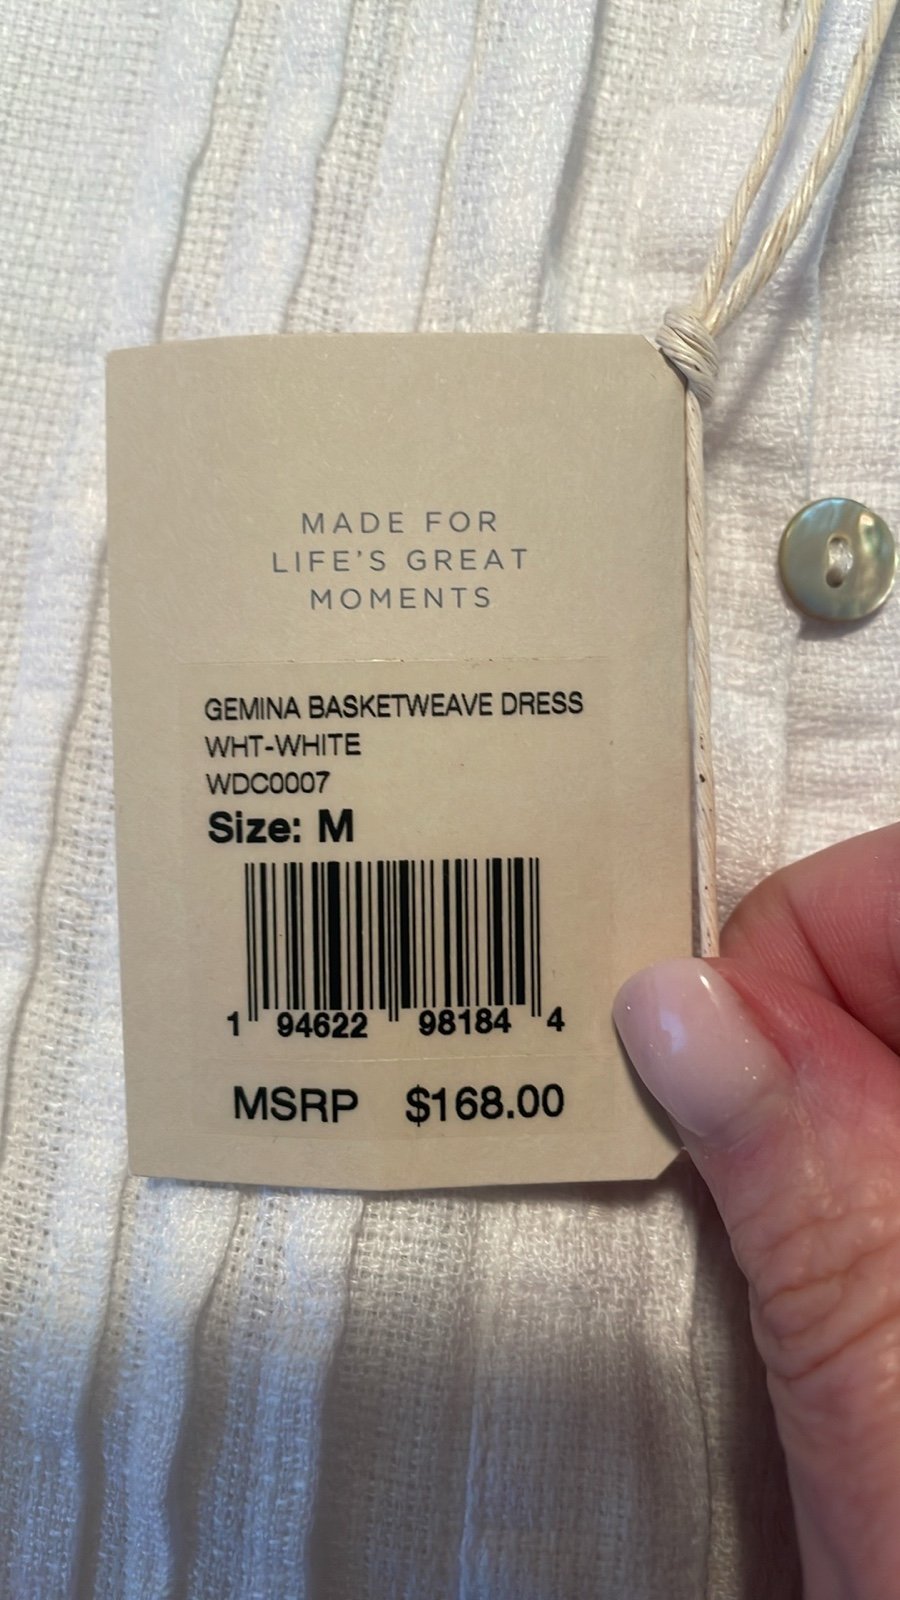 MADE FOR
LIFE'S GREAT
MOMENTS
GEMINA BASKETWEAVE DRESS
WHT-WHITE
WDC0007
Size: M
1 94622 98184 4
MSRP $168.00